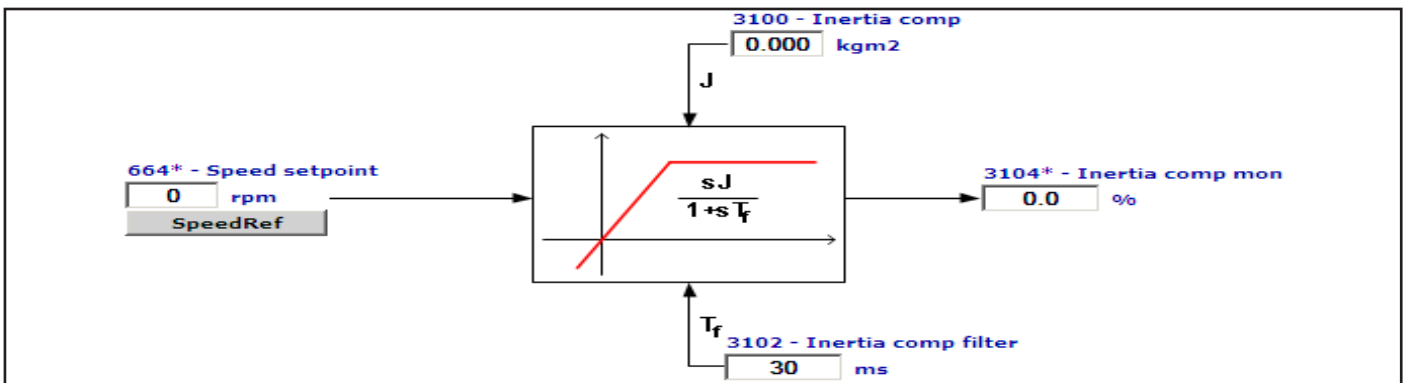 3100 - Inertia comp
0.000 kgm2
J
664* - Speed setpoint
0 rpm
SpeedRef
sJ
1+sTf
3104* - Inertia comp mon
0.0 %
Tf
3102 - Inertia comp filter
30 ms